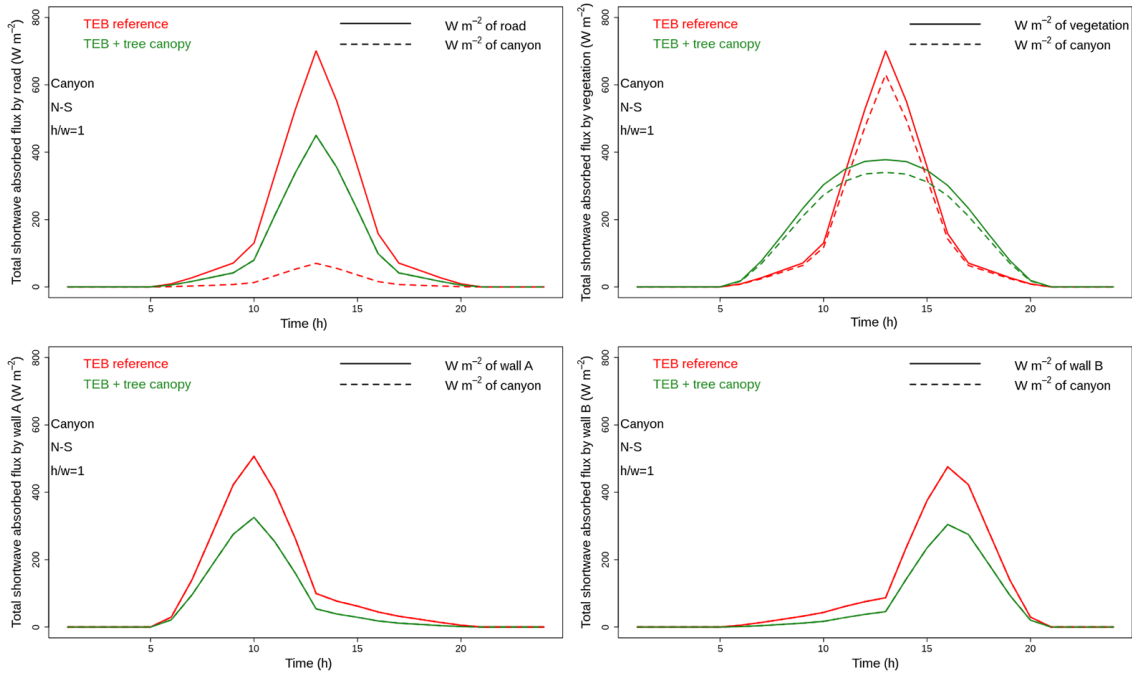 Total shortwave absorbed flux by road (W m−2)
800
600
400
200
0
TEB reference
TEB + tree canopy
W m−2 of road
W m−2 of canyon
Canyon
N-S
h/w=1
5 10 15 20
Time (h)
Total shortwave absorbed flux by vegetation (W m−2)
800
600
400
200
0
TEB reference
TEB + tree canopy
W m−2 of vegetation
W m−2 of canyon
Canyon
N-S
h/w=1
5 10 15 20
Time (h)
Total shortwave absorbed flux by wall A (W m−2)
800
600
400
200
0
TEB reference
TEB + tree canopy
W m−2 of wall A
W m−2 of canyon
Canyon
N-S
h/w=1
5 10 15 20
Time (h)
Total shortwave absorbed flux by wall B (W m−2)
800
600
400
200
0
TEB reference
TEB + tree canopy
W m−2 of wall B
W m−2 of canyon
Canyon
N-S
h/w=1
5 10 15 20
Time (h)